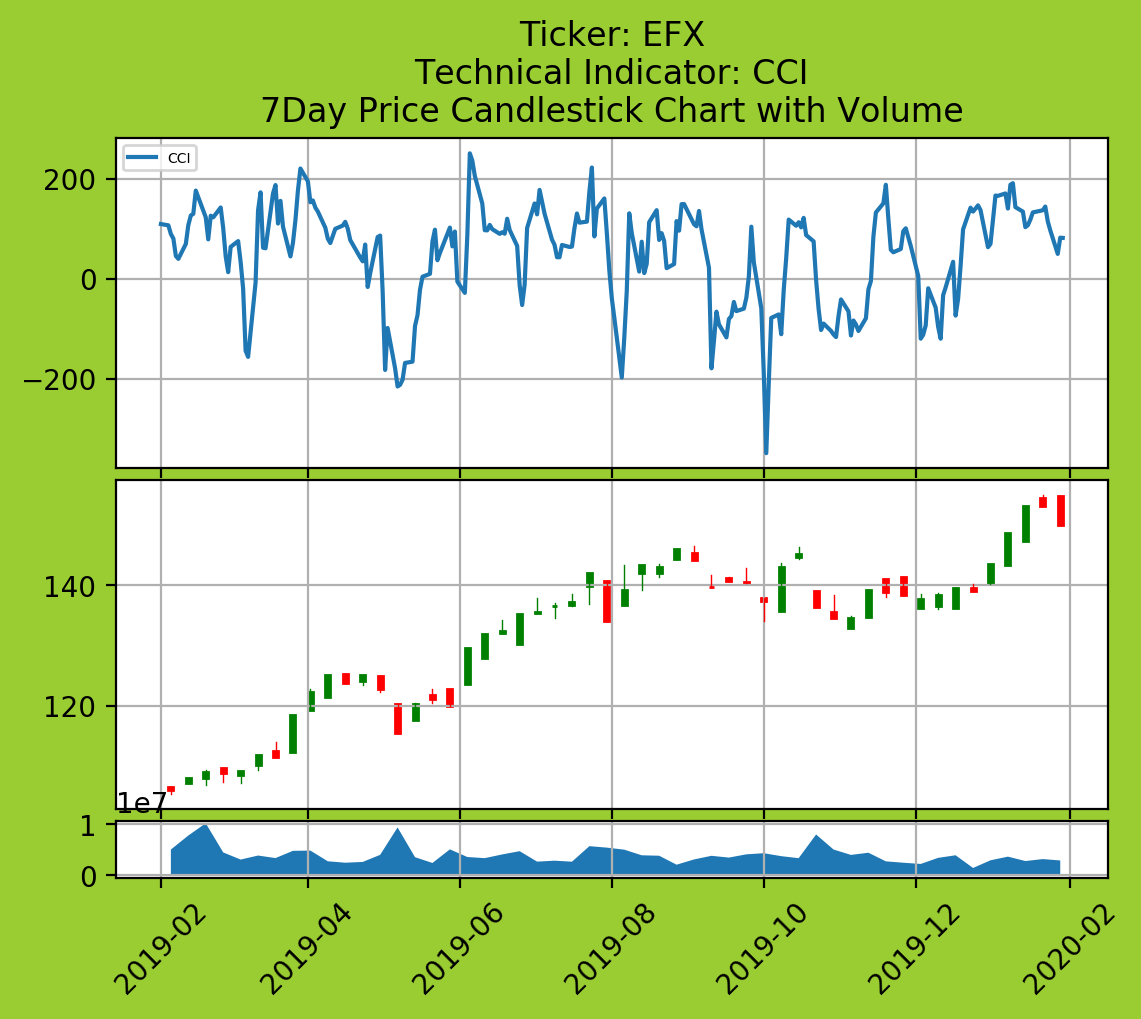 Ticker: EFX
Technical Indicator: CCI
7Day Price Candlestick Chart with Volume
CCI
200
0
−200
140
120
1e7
1
0
2019-02
2019-04
2019-06
2019-08
2019-10
2019-12
2020-02